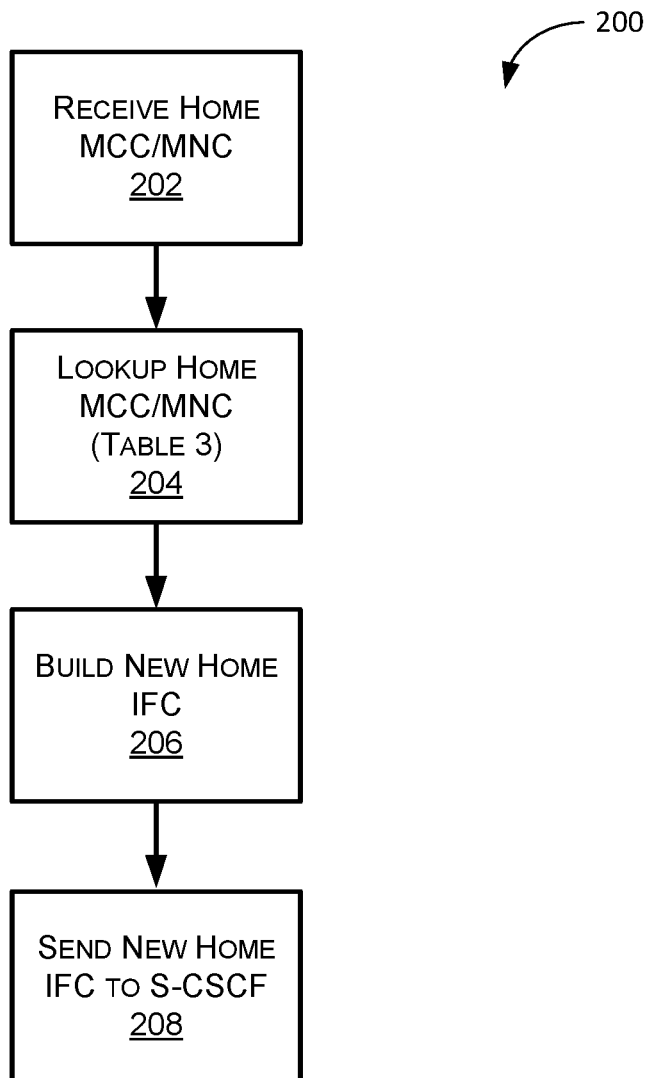 200
RECEIVE HOME
MCC/MNC
202
LOOKUP HOME
MCC/MNC
(TABLE 3)
204
BUILD NEW HOME
IFC
206
SEND NEW HOME
IFC TO S-CSCF
208